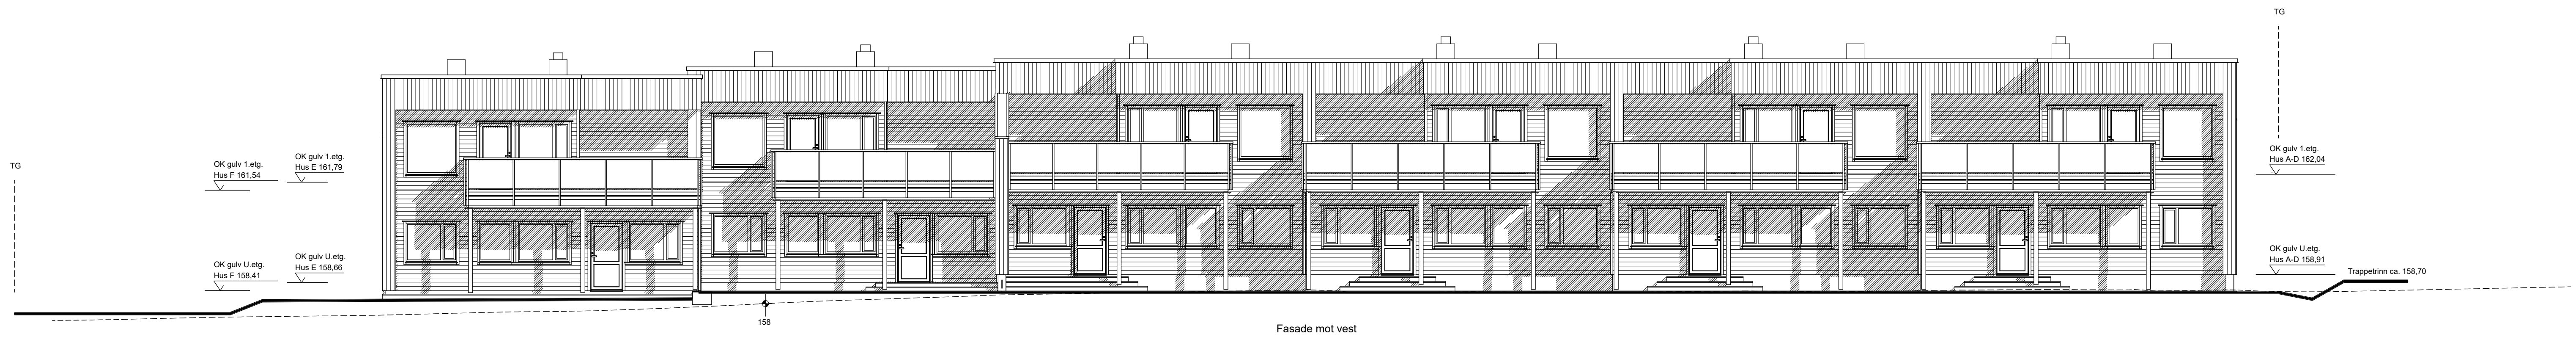 TG
TG
OK gulv 1.etg.
Hus F 161,54
OK gulv 1.etg.
Hus E 161,79
OK gulv 1.etg.
Hus A-D 162,04
OK gulv U.etg.
Hus F 158,41
OK gulv U.etg.
Hus E 158,66
OK gulv U.etg.
Hus A-D 158,91
Trappetrinn ca. 158,70
158
Fasade mot vest